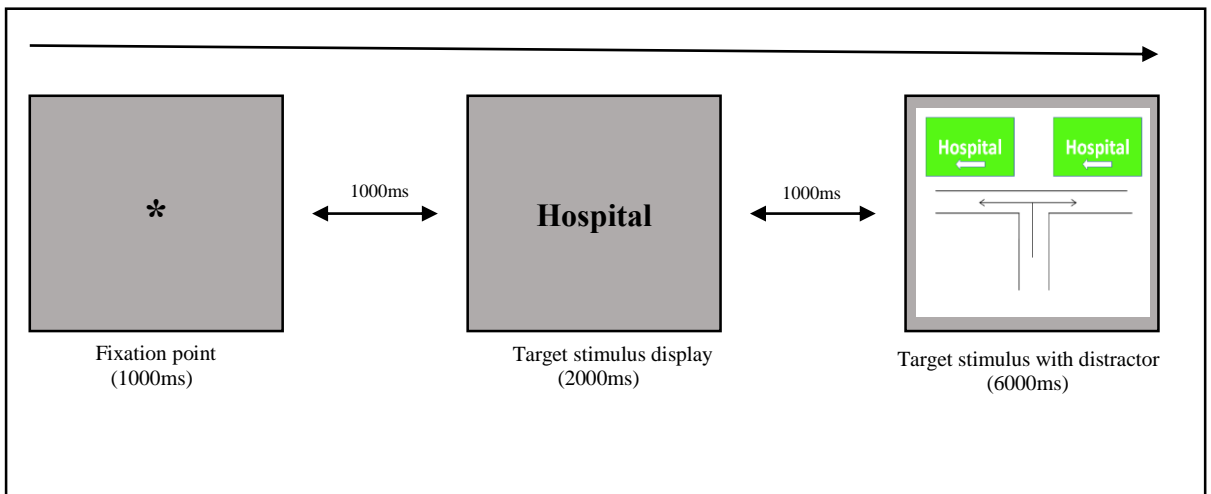 *
1000ms
Hospital
1000ms
Hospital
Hospital
Fixation point
(1000ms)
Target stimulus display
(2000ms)
Target stimulus with distractor
(6000ms)